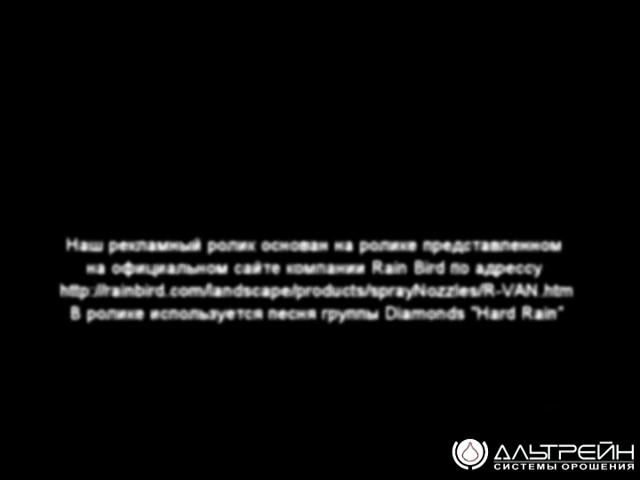 Наш рекламный ролик основан на ролике представленном
на официальном сайте компании Rain Bird по адрессу
http://rainbird.com/landscape/products/sprayNozzles/R-VAN.htm
В ролике используется песня группы Diamonds "Hard Rain"
АЛЬТРЕЙН
СИСТЕМЫ ОРОШЕНИЯ